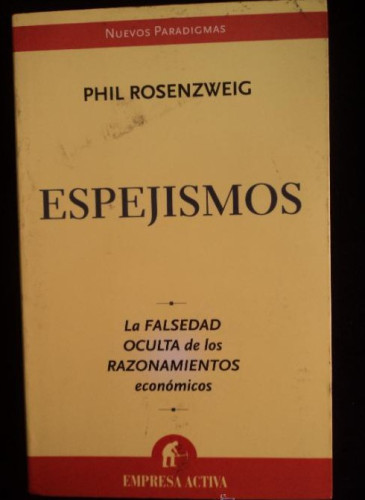 NUEVOS PARADIGMAS
PHIL ROSENZWEIG
ESPEJISMOS
La FALSEDAD
OCULTA de los
RAZONAMIENTOS
económicos
EMPRESA ACTIVA